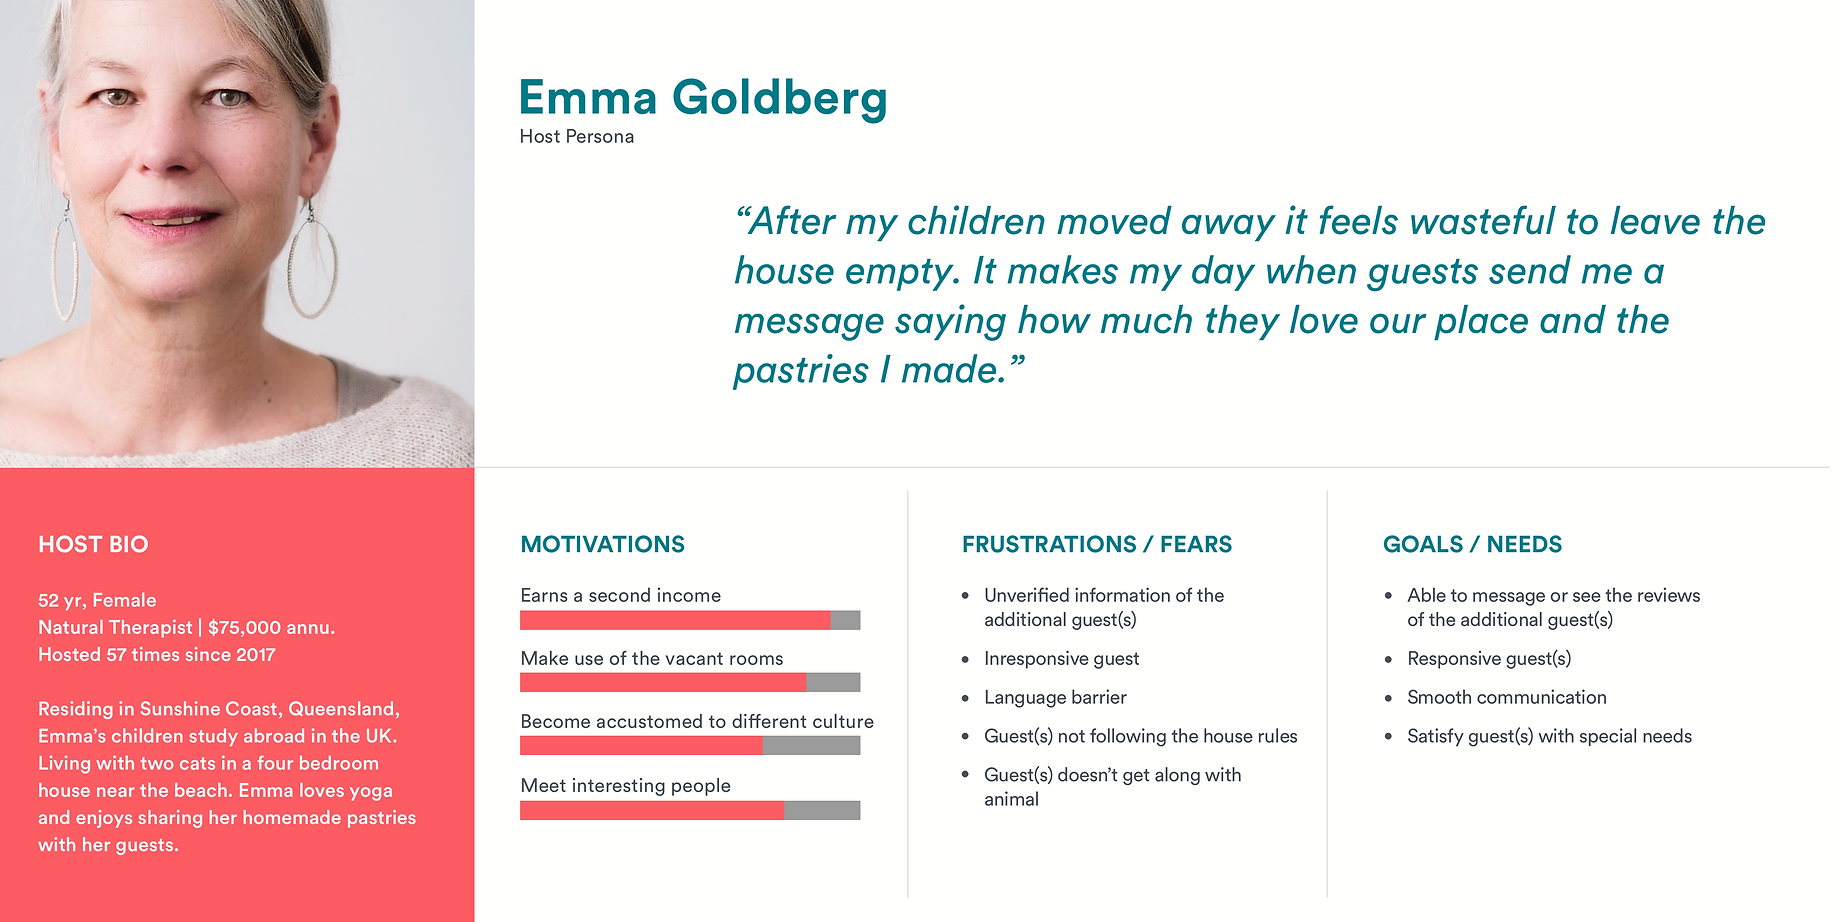 Emma Goldberg
Host Persona
“After my children moved away it feels wasteful to leave the
house empty. It makes my day when guests send me a
message saying how much they love our place and the
pastries I made.”
HOST BIO
52 yr, Female
Natural Therapist | $75,000 annu.
Hosted 57 times since 2017
Residing in Sunshine Coast, Queensland,
Emma’s children study abroad in the UK.
Living with two cats in a four bedroom
house near the beach. Emma loves yoga
and enjoys sharing her homemade pastries
with her guests.
MOTIVATIONS
Earns a second income
Make use of the vacant rooms
Become accustomed to different culture
Meet interesting people
FRUSTRATIONS / FEARS
• Unverified information of the
additional guest(s)
• Inresponsive guest
• Language barrier
• Guest(s) not following the house rules
• Guest(s) doesn’t get along with
animal
GOALS / NEEDS
• Able to message or see the reviews
of the additional guest(s)
• Responsive guest(s)
• Smooth communication
• Satisfy guest(s) with special needs